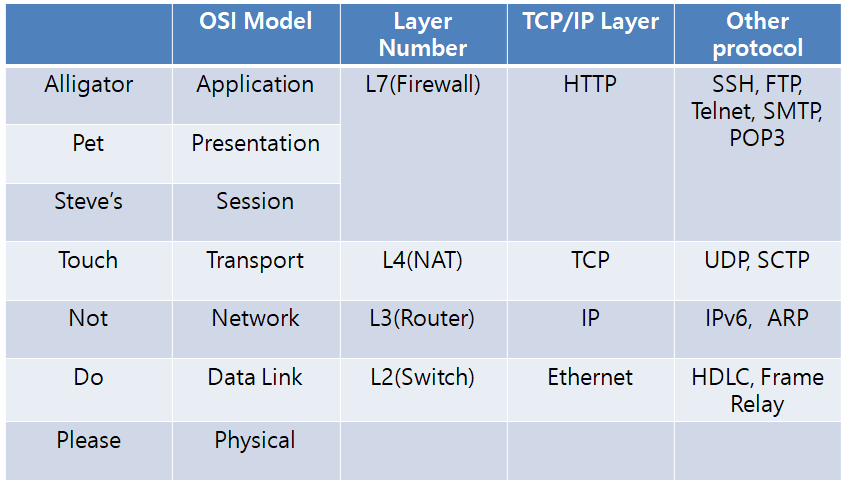 OSI Model Layer Number TCP/IP Layer Other protocol
Alligator Application L7(Firewall) HTTP SSH, FTP, Telnet, SMTP, POP3
Pet Presentation
Steve’s Session
Touch Transport L4(NAT) TCP UDP, SCTP
Not Network L3(Router) IP IPv6, ARP
Do Data Link L2(Switch) Ethernet HDLC, Frame Relay
Please Physical